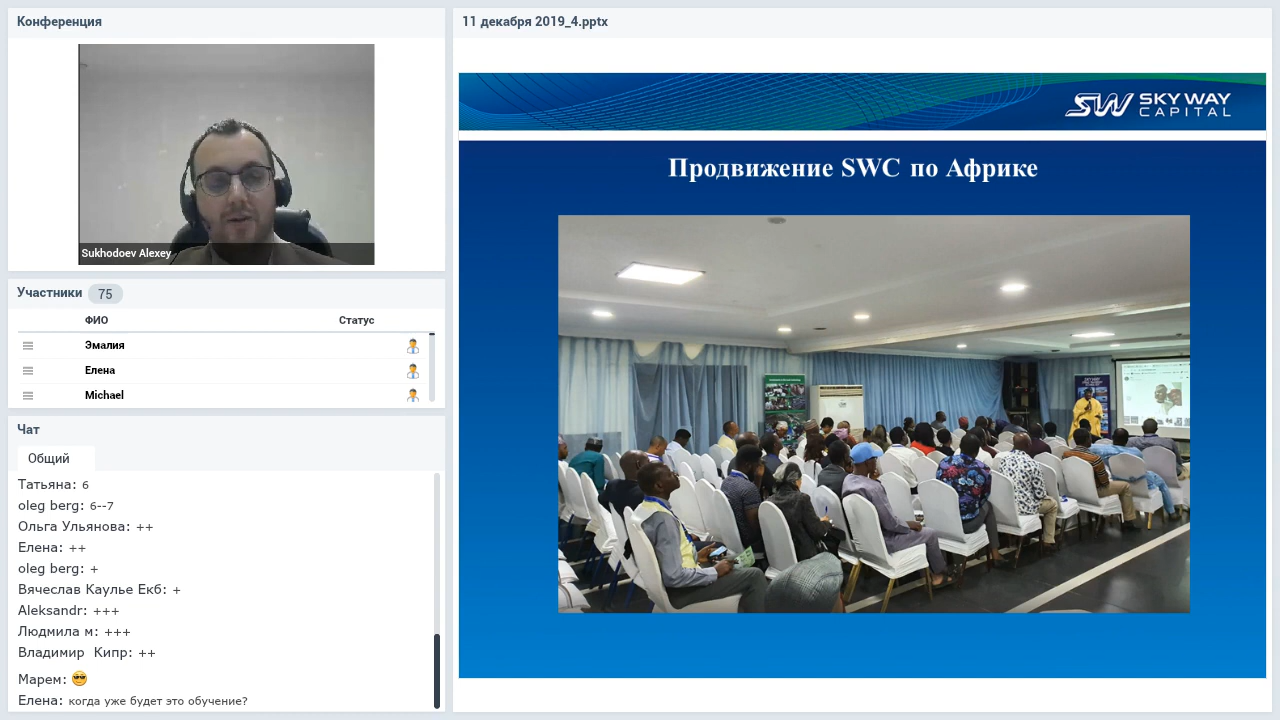 Конференция
Sukhodoev Alexey
Участники 75
ФИО Статус
Эмалия
Елена
Michael
Чат
Общий
Татьяна: 6
oleg berg: 6--7
Ольга Ульянова: ++
Елена: ++
oleg berg: +
Вячеслав Каулье Екб: +
Aleksandr: +++
Людмила м: +++
Владимир Кипр: ++
Марем:
Елена: когда уже будет это обучение?
11 декабря 2019_4.pptx
SW SKY WAY
CAPITAL
Продвижение SWC по Африке